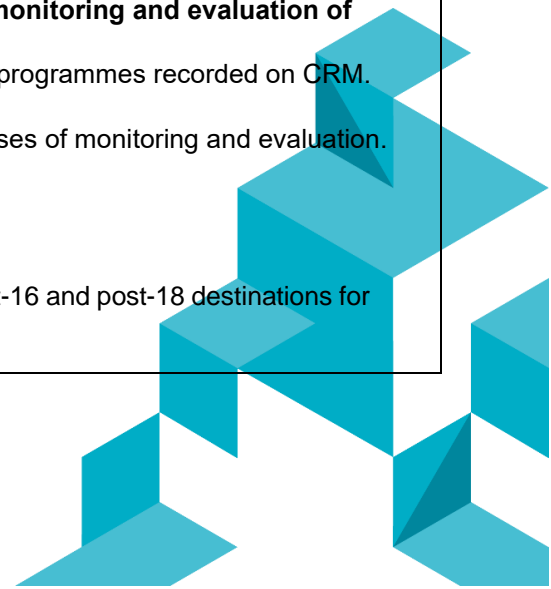 monitoring and evaluation of
programmes recorded on CRM.
ses of monitoring and evaluation.
-16 and post-18 destinations for